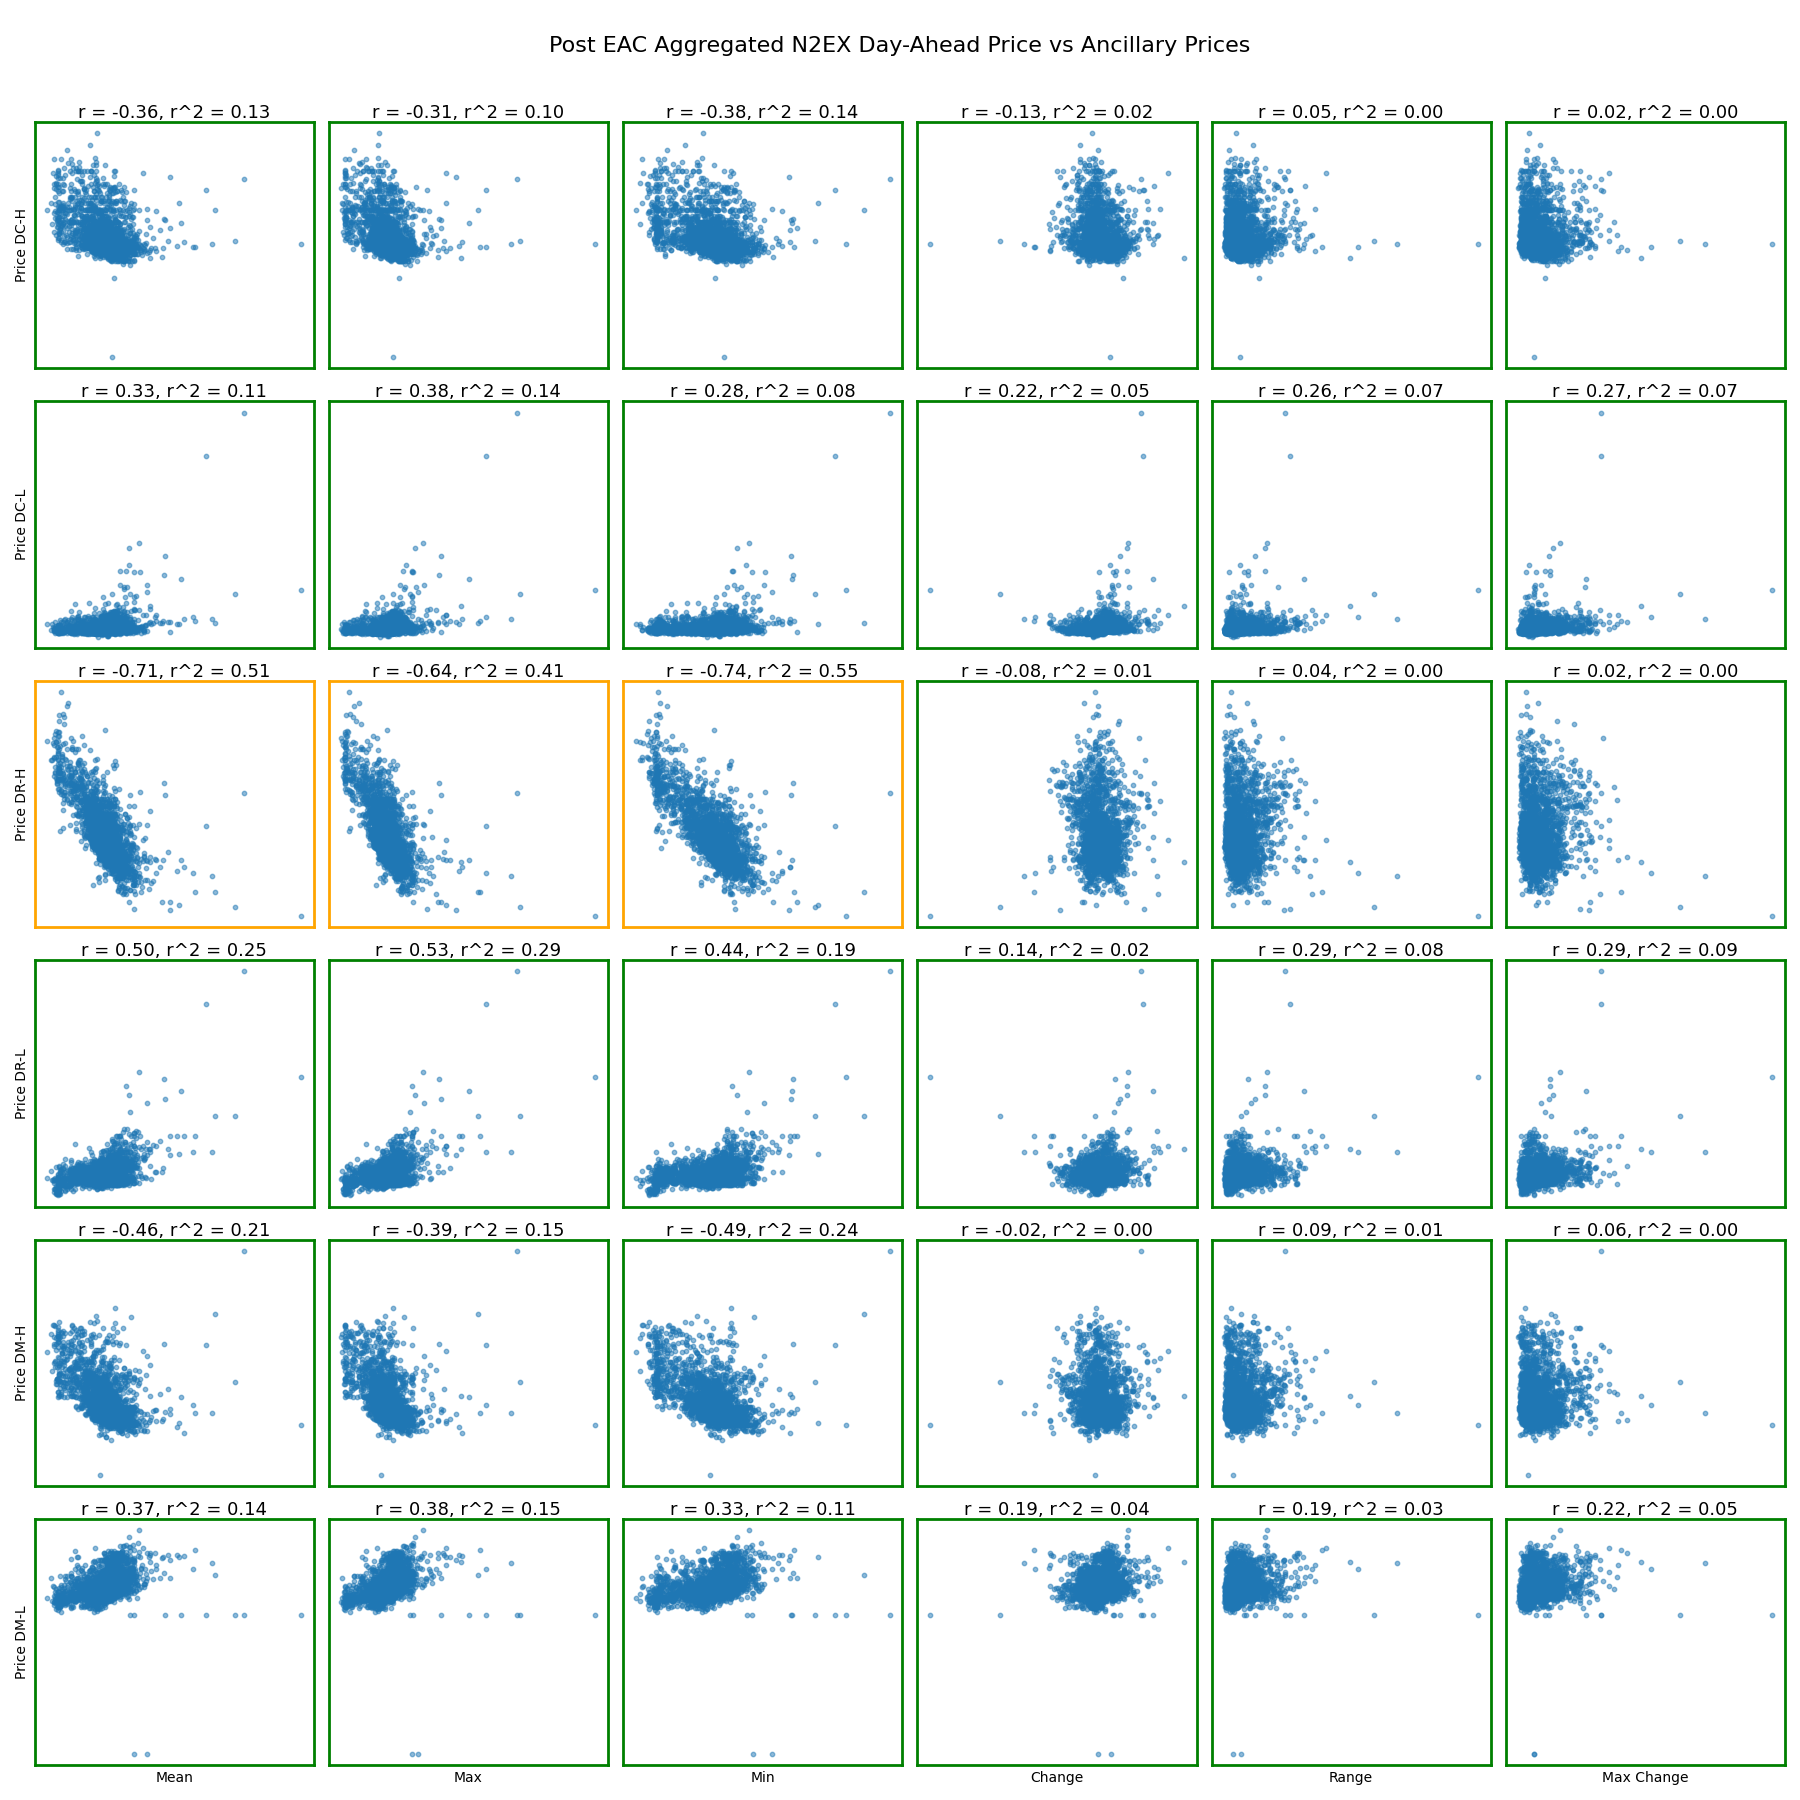 Post EAC Aggregated N2EX Day-Ahead Price vs Ancillary Prices
r = -0.36, r^2 = 0.13
r = -0.31, r^2 = 0.10
r = -0.38, r^2 = 0.14
r = -0.13, r^2 = 0.02
r = 0.05, r^2 = 0.00
r = 0.02, r^2 = 0.00
Price DC-H
r = 0.33, r^2 = 0.11
r = 0.38, r^2 = 0.14
r = 0.28, r^2 = 0.08
r = 0.22, r^2 = 0.05
r = 0.26, r^2 = 0.07
r = 0.27, r^2 = 0.07
Price DC-L
r = -0.71, r^2 = 0.51
r = -0.64, r^2 = 0.41
r = -0.74, r^2 = 0.55
r = -0.08, r^2 = 0.01
r = 0.04, r^2 = 0.00
r = 0.02, r^2 = 0.00
Price DR-H
r = 0.50, r^2 = 0.25
r = 0.53, r^2 = 0.29
r = 0.44, r^2 = 0.19
r = 0.14, r^2 = 0.02
r = 0.29, r^2 = 0.08
r = 0.29, r^2 = 0.09
Price DR-L
r = -0.46, r^2 = 0.21
r = -0.39, r^2 = 0.15
r = -0.49, r^2 = 0.24
r = -0.02, r^2 = 0.00
r = 0.09, r^2 = 0.01
r = 0.06, r^2 = 0.00
Price DM-H
r = 0.37, r^2 = 0.14
r = 0.38, r^2 = 0.15
r = 0.33, r^2 = 0.11
r = 0.19, r^2 = 0.04
r = 0.19, r^2 = 0.03
r = 0.22, r^2 = 0.05
Price DM-L
Mean
Max
Min
Change
Range
Max Change